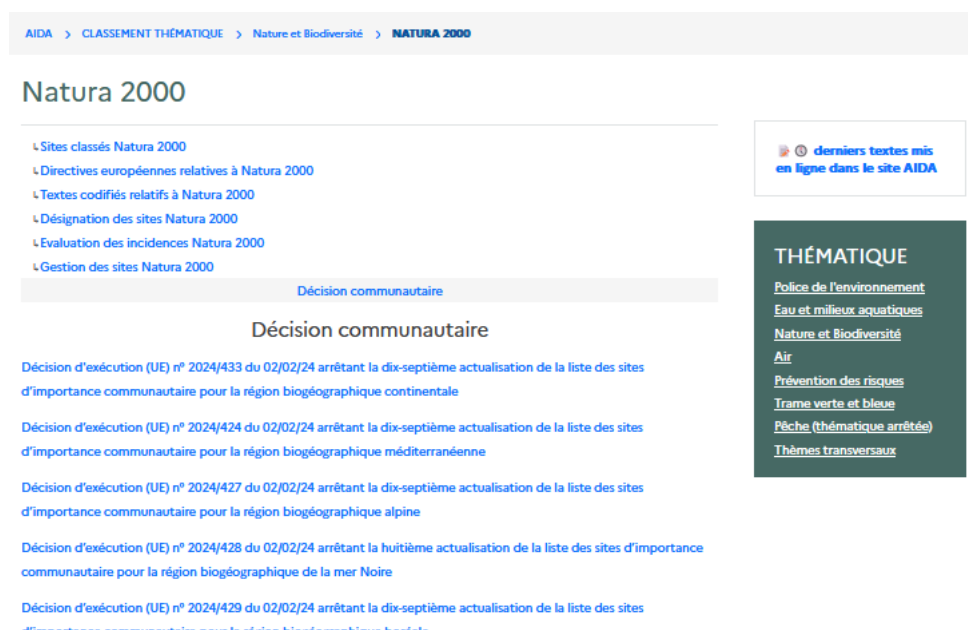 AIDA > CLASSEMENT THÉMATIQUE > Nature et Biodiversité > NATURA 2000
Natura 2000
Sites classés Natura 2000
Directives européennes relatives à Natura 2000
Textes codifiés relatifs à Natura 2000
Désignation des sites Natura 2000
Evaluation des incidences Natura 2000
Gestion des sites Natura 2000
Décision communautaire
Décision communautaire
Décision d'exécution (UE) n° 2024/433 du 02/02/24 arrêtant la dix-septième actualisation de la liste des sites
d'importance communautaire pour la région biogéographique continentale
Décision d'exécution (UE) n° 2024/424 du 02/02/24 arrêtant la dix-septième actualisation de la liste des sites
d'importance communautaire pour la région biogéographique méditerranéenne
Décision d'exécution (UE) n° 2024/427 du 02/02/24 arrêtant la dix-septième actualisation de la liste des sites
d'importance communautaire pour la région biogéographique alpine
Décision d'exécution (UE) n° 2024/428 du 02/02/24 arrêtant la huitième actualisation de la liste des sites d'importance
communautaire pour la région biogéographique de la mer Noire
Décision d'exécution (UE) n° 2024/429 du 02/02/24 arrêtant la dix-septième actualisation de la liste des sites
d'importance communautaire pour la région biogéographique boréale
derniers textes mis
en ligne dans le site AIDA
THÉMATIQUE
Police de l'environnement
Eau et milieux aquatiques
Nature et Biodiversité
Air
Prévention des risques
Trame verte et bleue
Pêche (thématique arrêtée)
Thèmes transversaux